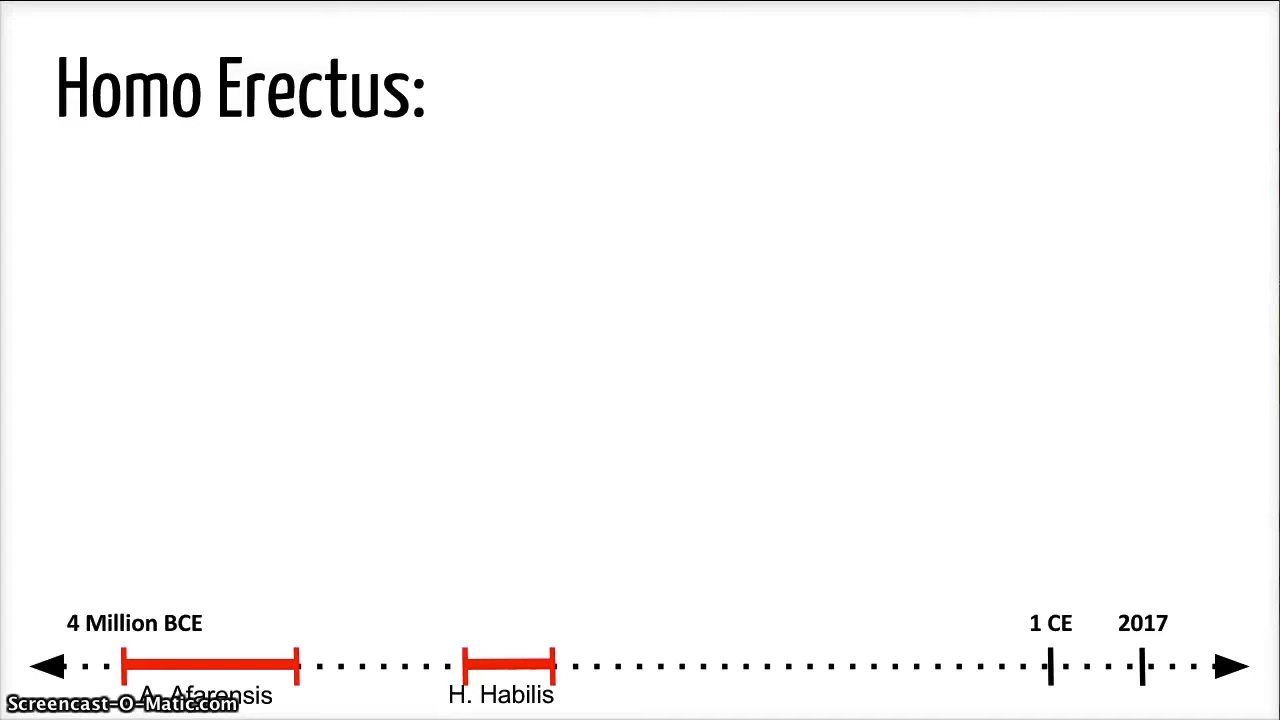 Homo Erectus:
4 Million BCE
1 CE
2017
A. Afarensis
H. Habilis
Screencast-O-Matic.com